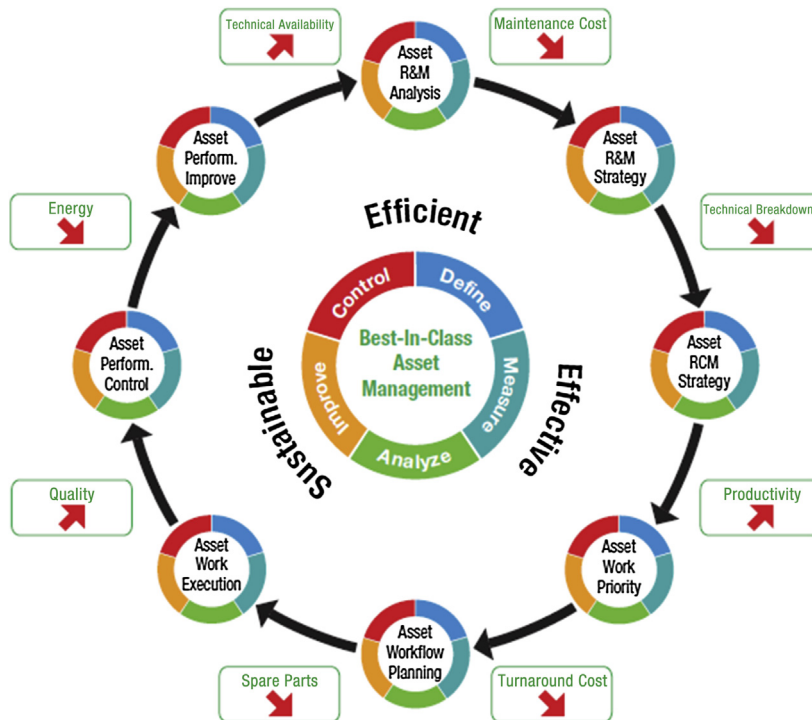 Technical Availability
Maintenance Cost
Asset
R&M
Analysis
Asset
Perform.
Improve
Asset
R&M
Strategy
Energy
Technical Breakdown
Efficient
Control
Define
Measure
Analyze
Improve
Best-In-Class
Asset
Management
Sustainable
Effective
Asset
Perform.
Control
Asset
RCM
Strategy
Quality
Productivity
Asset
Work
Execution
Asset
Work
Priority
Asset
Workflow
Planning
Spare Parts
Turnaround Cost